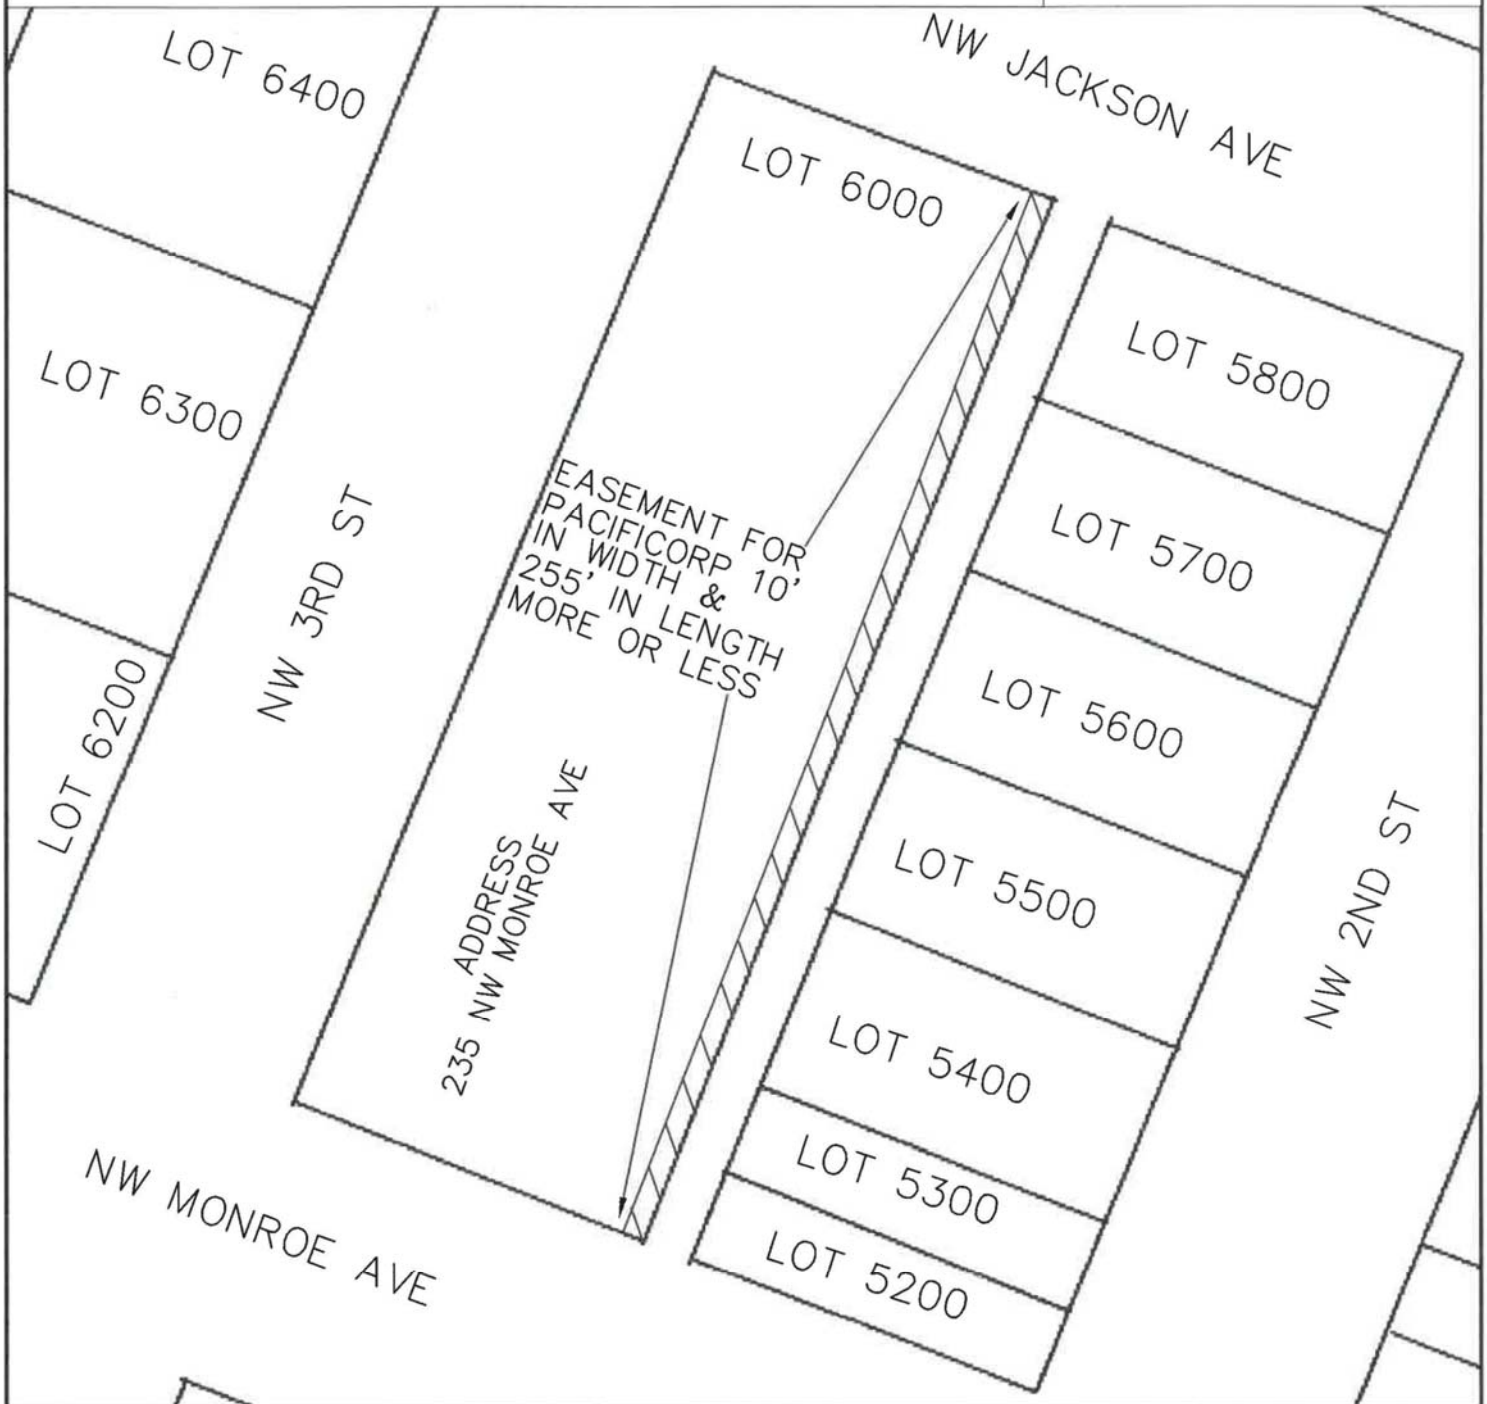 NW JACKSON AVE
LOT 6400
LOT 6000
LOT 5800
LOT 6300
NW 3RD ST
EASEMENT FOR
PACIFICORP 10'
IN WIDTH &
255' IN LENGTH
MORE OR LESS
LOT 5700
LOT 6200
LOT 5600
ADDRESS
235 NW MONROE AVE
LOT 5500
NW 2ND ST
LOT 5400
LOT 5300
NW MONROE AVE
LOT 5200